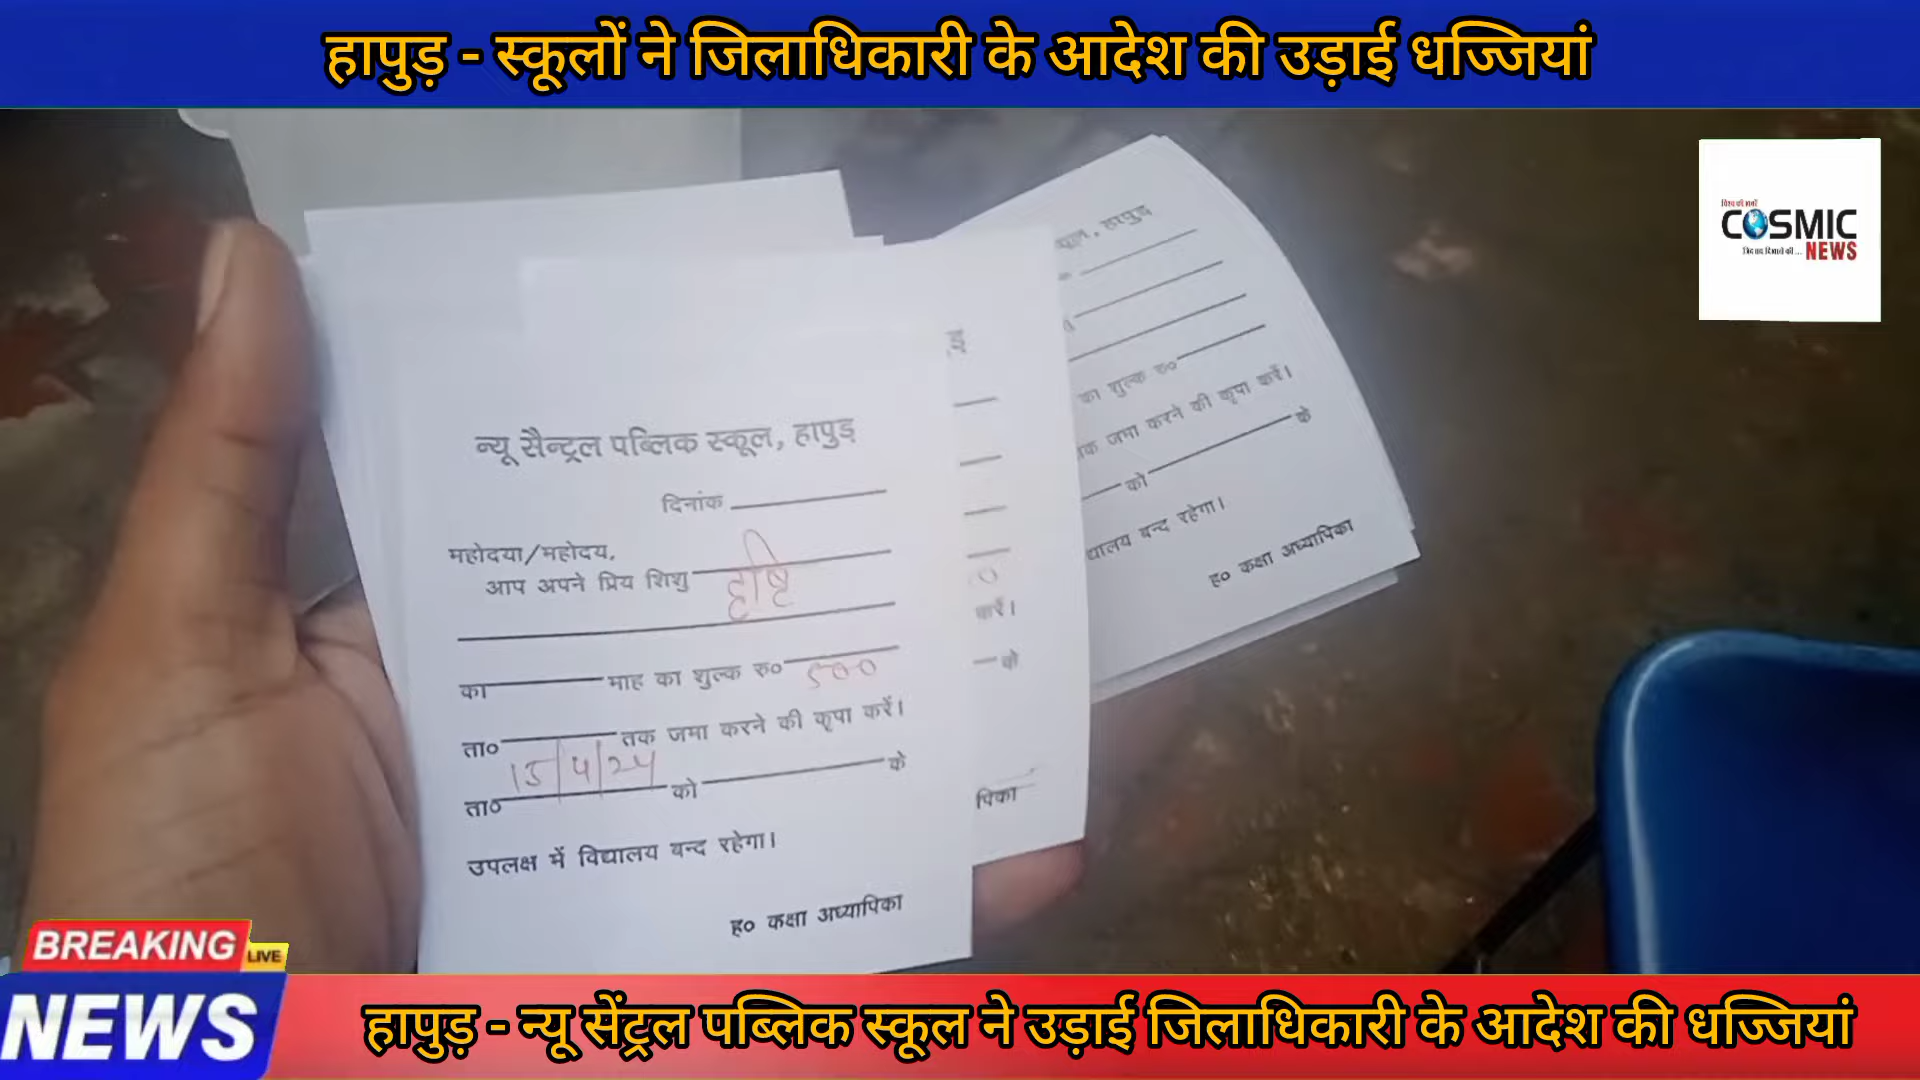 हापुड़ - स्कूलों ने जिलाधिकारी के आदेश की उड़ाई धज्जियां
COSMIC
NEWS
न्यू सैन्ट्रल पब्लिक स्कूल, हापुड़
दिनांक
महोदया/महोदय,
आप अपने प्रिय शिशु
का माह का शुल्क रु० 500
ता० तक जमा करने की कृपा करें।
15/4/24
ता० को के
उपलक्ष में विद्यालय बन्द रहेगा।
ह० कक्षा अध्यापिका
करें।
के
पिका
हापुड़
का शुल्क रु०
जमा करने की कृपा करें।
को के
बन्द रहेगा।
ह० कक्षा अध्यापिका
BREAKING
LIVE
NEWS
हापुड़ - न्यू सेंट्रल पब्लिक स्कूल ने उड़ाई जिलाधिकारी के आदेश की धज्जियां